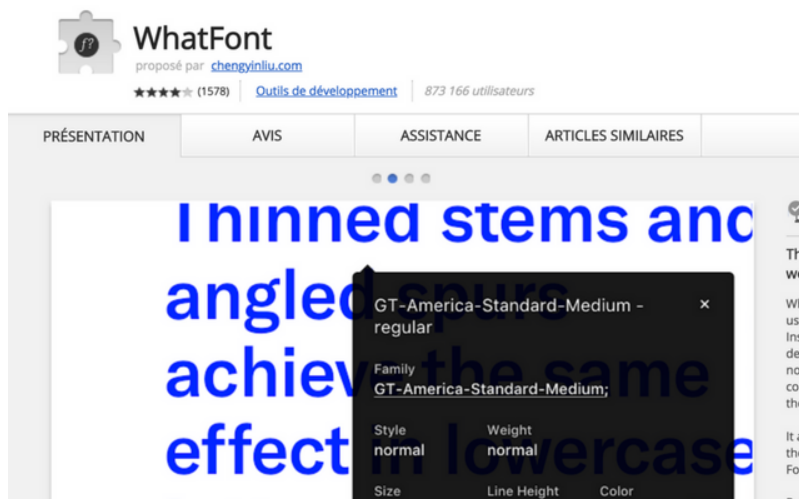 f?
WhatFont
proposé par chengyinliu.com
(1578) Outils de développement 873 166 utilisateurs
PRÉSENTATION AVIS ASSISTANCE ARTICLES SIMILAIRES
Thinned stems and
angled spurs
achieve the same
effect in lowercase
GT-America-Standard-Medium - ×
regular
Family
GT-America-Standard-Medium;
Style Weight
normal normal
Size Line Height Color
It